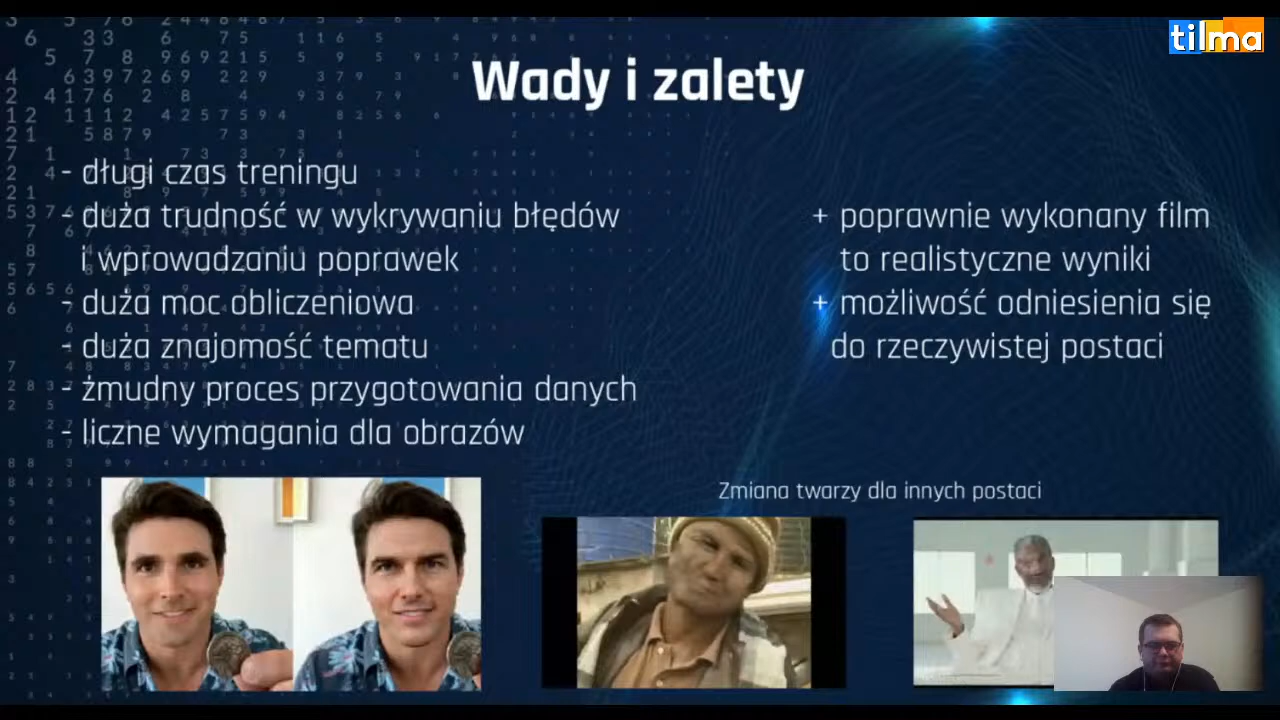 tilma
Wady i zalety
- długi czas treningu
- duża trudność w wykrywaniu błędów
i wprowadzaniu poprawek
- duża moc obliczeniowa
- duża znajomość tematu
- żmudny proces przygotowania danych
- liczne wymagania dla obrazów
+ poprawnie wykonany film
to realistyczne wyniki
+ możliwość odniesienia się
do rzeczywistej postaci
Zmiana twarzy dla innych postaci